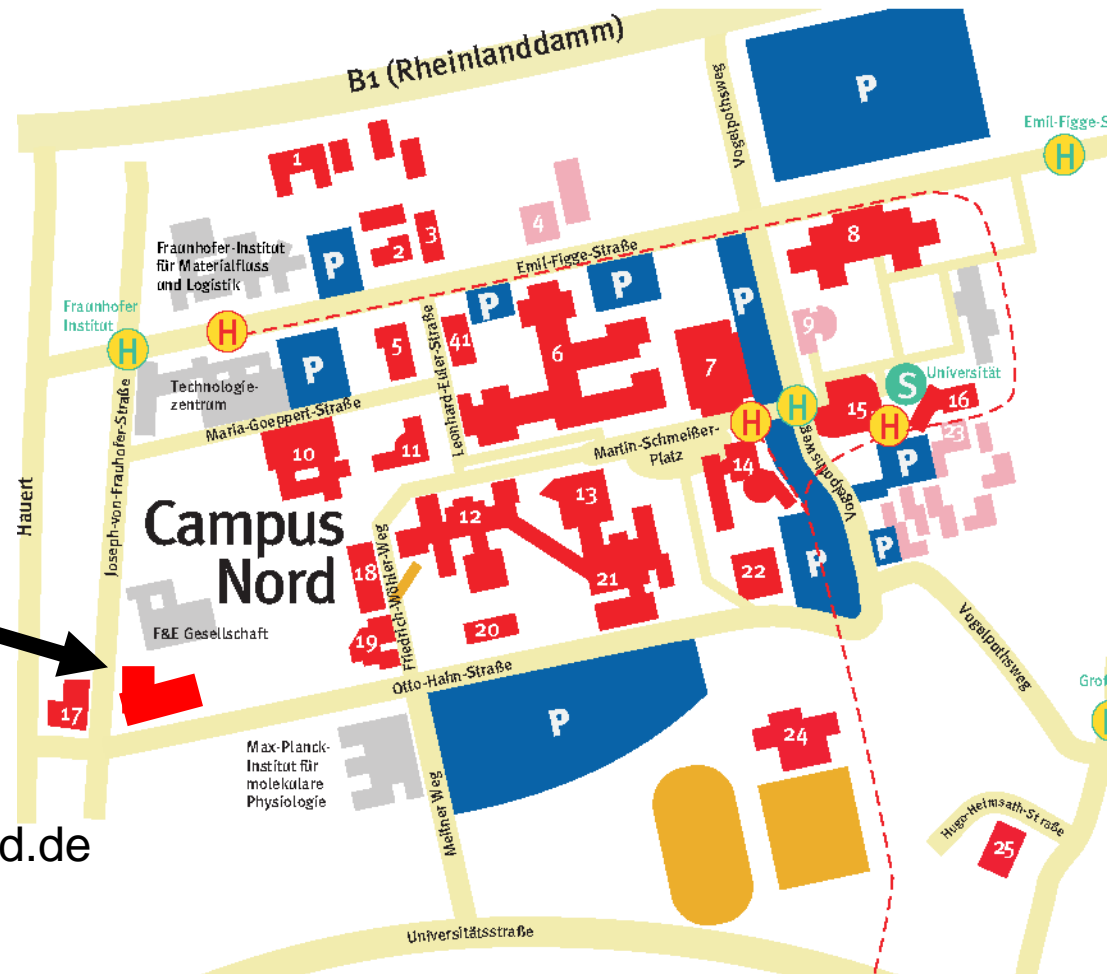 B1 (Rheinlanddamm)
Vogelpothsweg
P
Emil-Figge-S
H
1
4
Fraunhofer-Institut
für Materialfluss
und Logistik
P
2
3
8
Emil-Figge-Straße
Fraunhofer
Institut
H
H
P
P
P
9
5
41
6
7
Leonhard-Euler-Straße
Technologie-
zentrum
P
Maria-Goeppert-Straße
S
Universität
16
15
H
H
H
23
10
11
Martin-Schmeißer-
Platz
Vogelpothsweg
P
14
Hauert
Joseph-von-Frauhofer-Straße
Campus
Nord
12
13
18
Friedrich-Wöhler-Weg
21
22
P
P
F&E Gesellschaft
19
20
Otto-Hahn-Straße
Vogelpothsweg
Grof
17
P
24
Max-Planck-
Institut für
molekulare
Physiologie
Meitner Weg
Hugo-Heimsath-Straße
25
d.de
Universitätsstraße